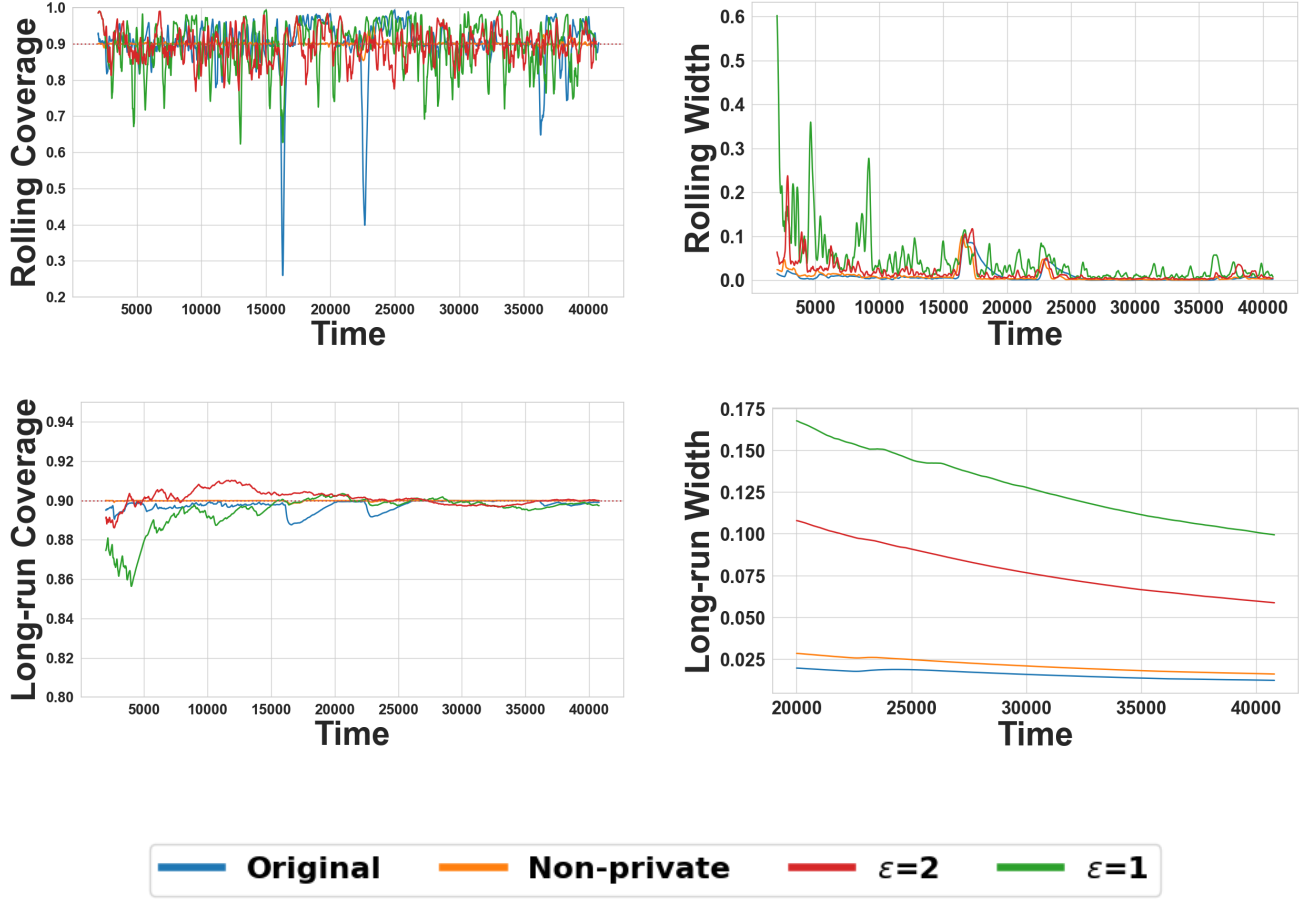 Rolling Coverage
1.0
0.9
0.8
0.7
0.6
0.5
0.4
0.3
0.2
5000 10000 15000 20000 25000 30000 35000 40000
Time
Rolling Width
0.6
0.5
0.4
0.3
0.2
0.1
0.0
5000 10000 15000 20000 25000 30000 35000 40000
Time
Long-run Coverage
0.94
0.92
0.90
0.88
0.86
0.84
0.82
0.80
5000 10000 15000 20000 25000 30000 35000 40000
Time
Long-run Width
0.175
0.150
0.125
0.100
0.075
0.050
0.025
20000 25000 30000 35000 40000
Time
Original Non-private ε=2 ε=1